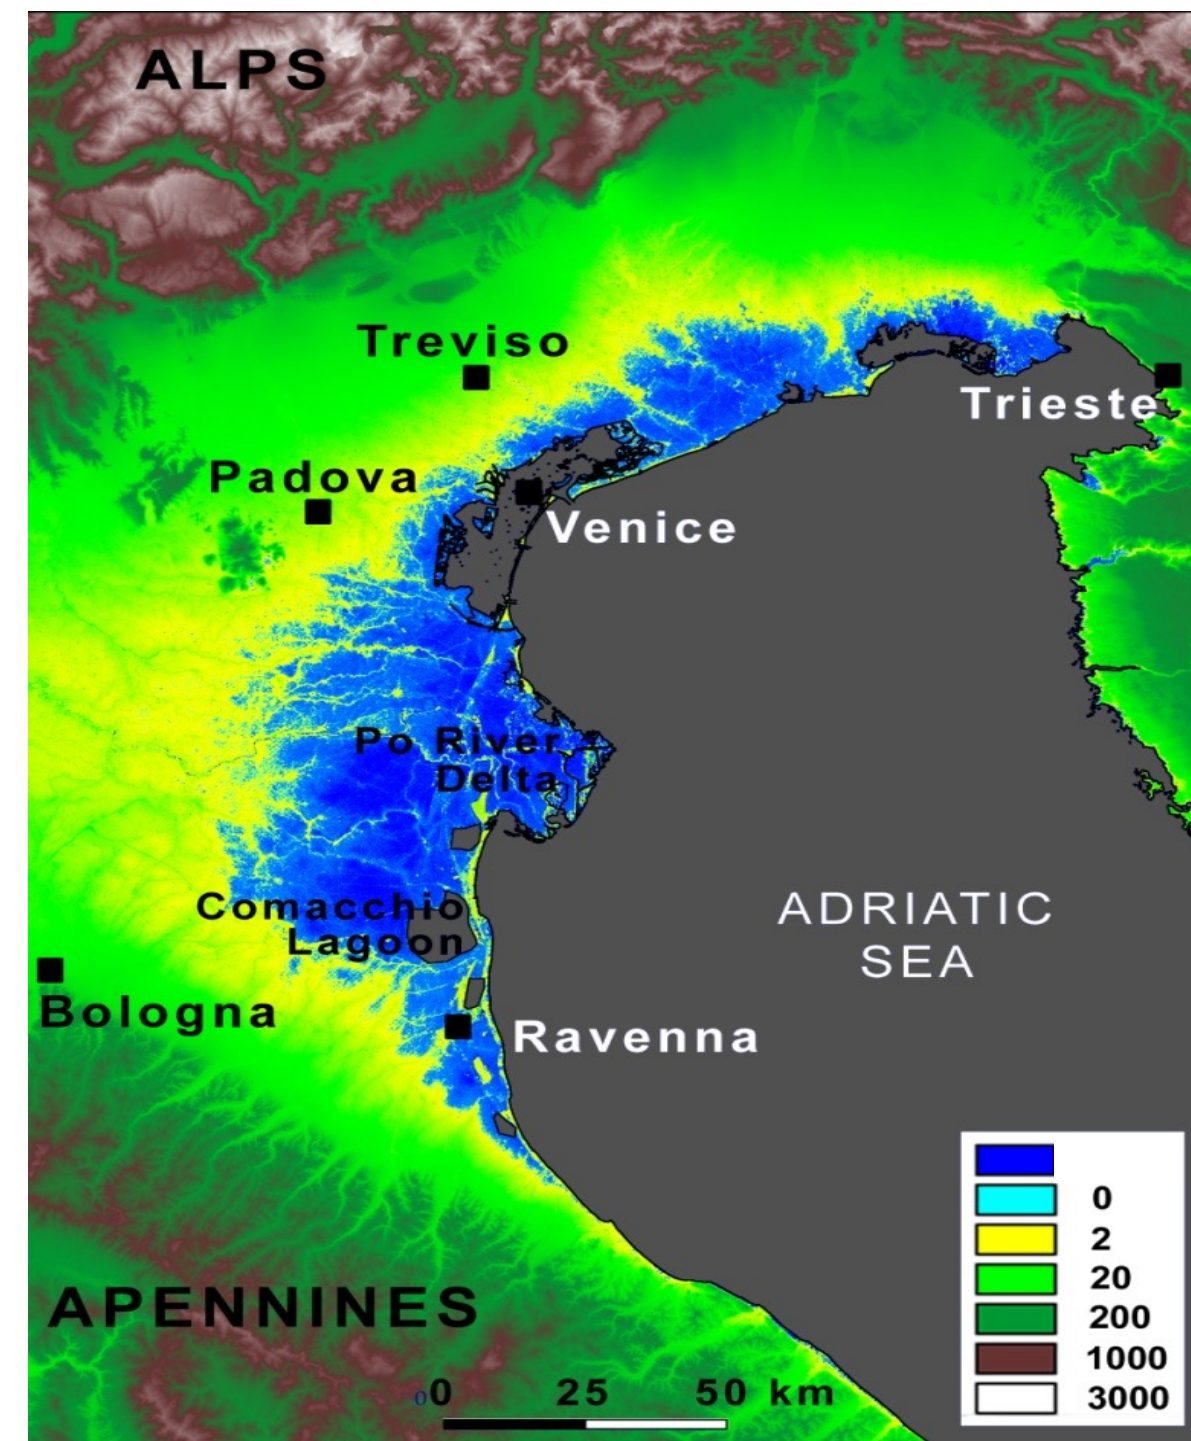 ALPS
Treviso
Trieste
Padova
Venice
Po River
Delta
Comacchio
Lagoon
ADRIATIC
SEA
Bologna
Ravenna
APENNINES
0
2
20
200
1000
3000
00 25 50 km